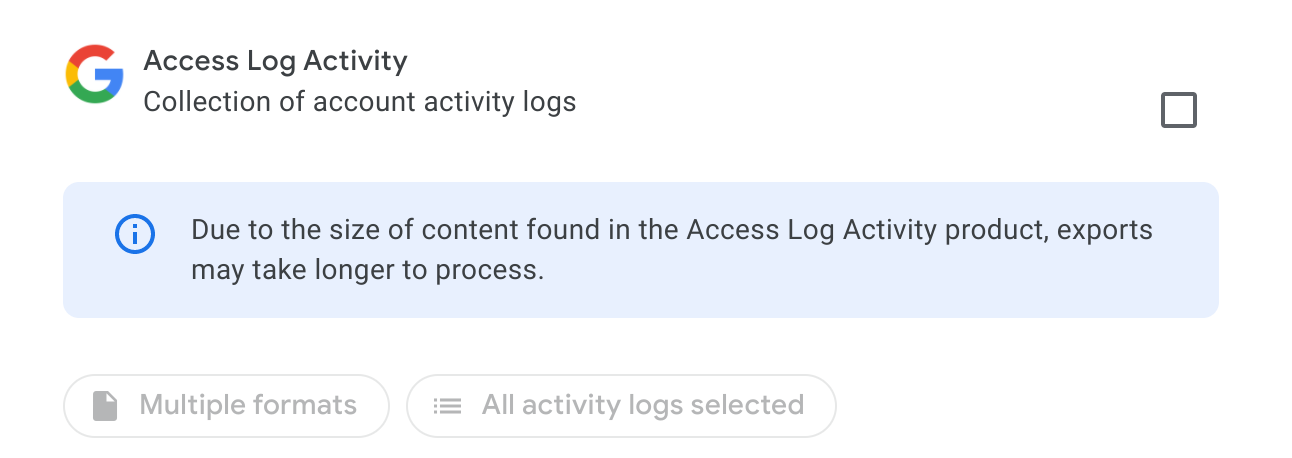 Access Log Activity
Collection of account activity logs
Due to the size of content found in the Access Log Activity product, exports
may take longer to process.
Multiple formats
All activity logs selected